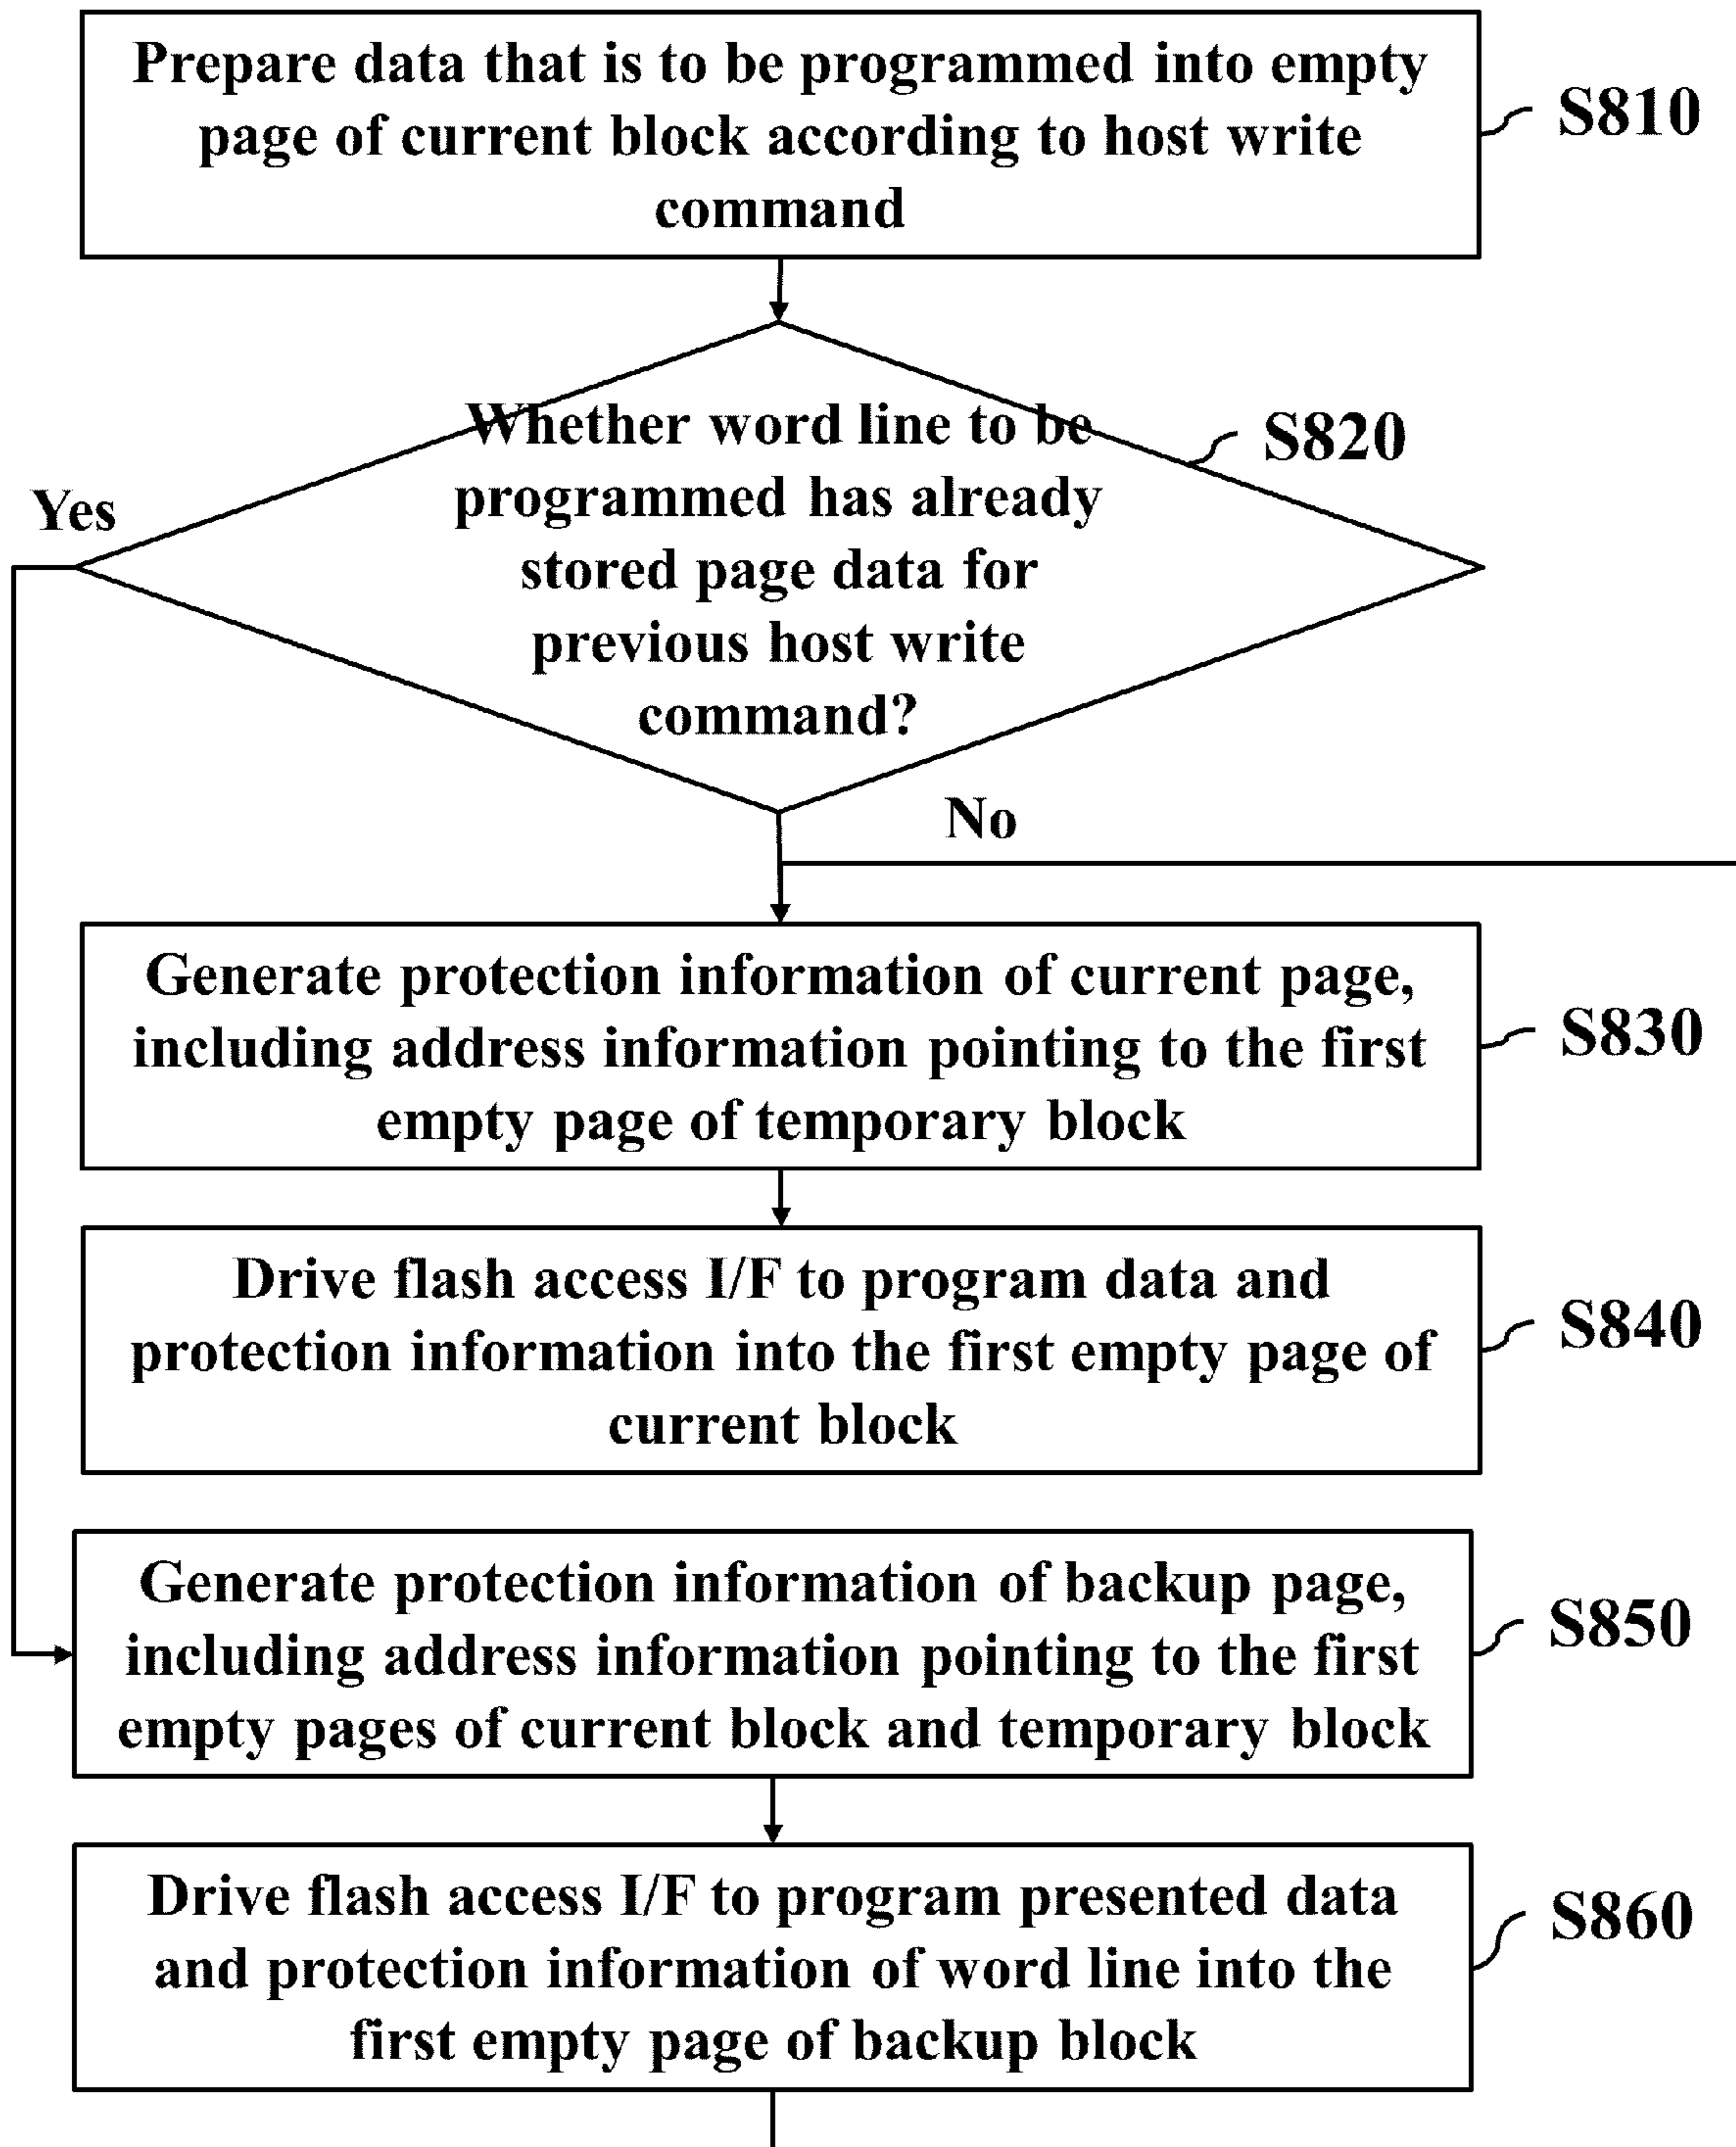 Prepare data that is to be programmed into empty
page of current block according to host write
command
S810
Whether word line to be
programmed has already
stored page data for
previous host write
command?
S820
Yes
No
Generate protection information of current page,
including address information pointing to the first
empty page of temporary block
S830
Drive flash access I/F to program data and
protection information into the first empty page of
current block
S840
Generate protection information of backup page,
including address information pointing to the first
empty pages of current block and temporary block
S850
Drive flash access I/F to program presented data
and protection information of word line into the
first empty page of backup block
S860